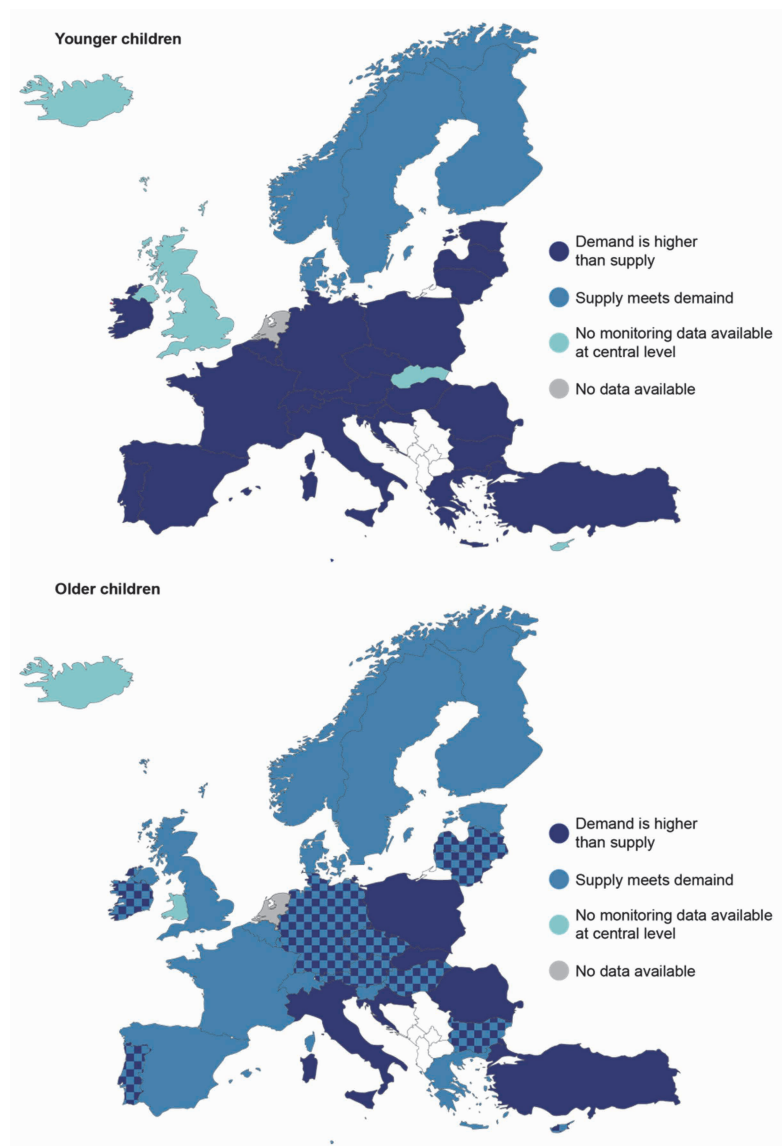 Younger children
Demand is higher
than supply
Supply meets demaind
No monitoring data available
at central level
No data available
Older children
Demand is higher
than supply
Supply meets demaind
No monitoring data available
at central level
No data available